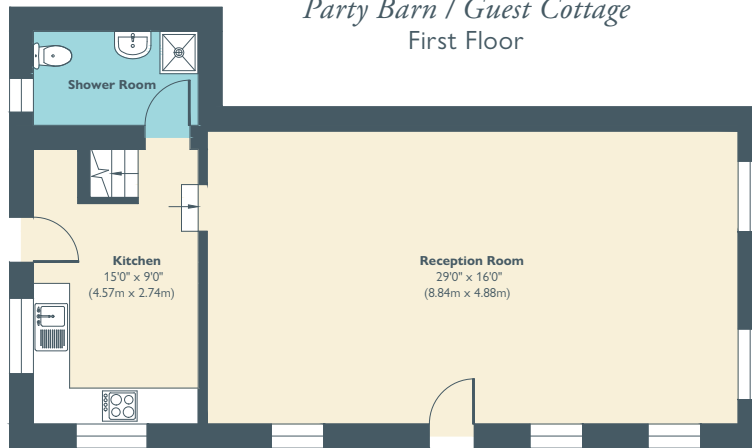 Party Barn / Guest Cottage
First Floor
Shower Room
Kitchen
15'0" x 9'0"
(4.57m x 2.74m)
Reception Room
29'0" x 16'0"
(8.84m x 4.88m)